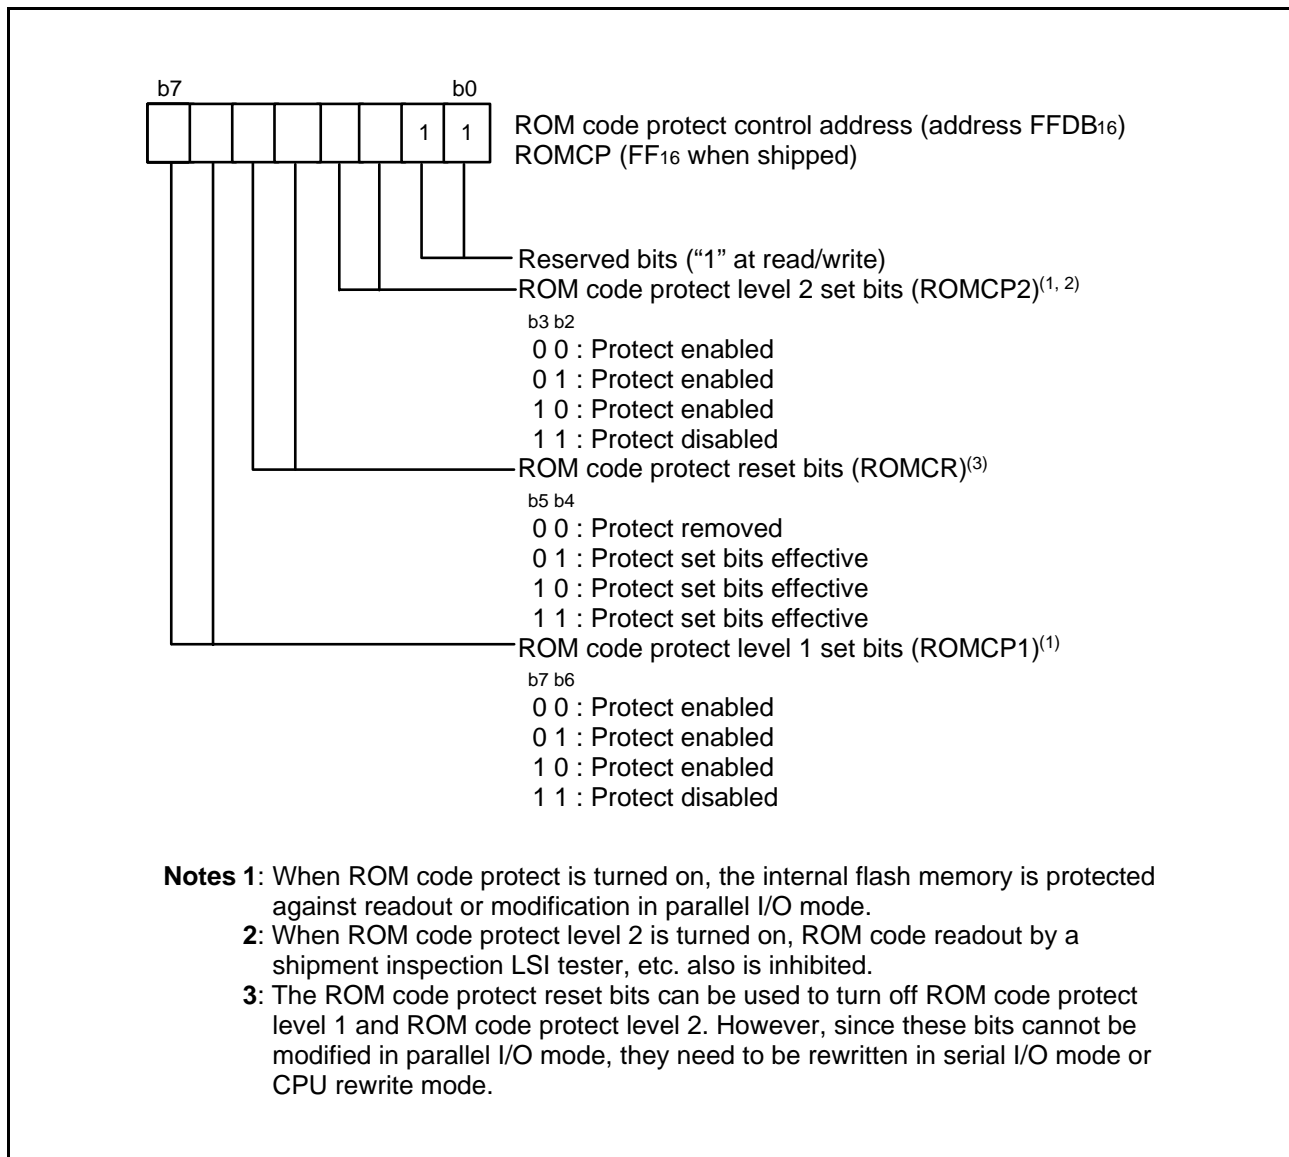 b7 b0
1 1
ROM code protect control address (address FFDB16)
ROMCP (FF16 when shipped)
Reserved bits (“1” at read/write)
ROM code protect level 2 set bits (ROMCP2)(1, 2)
b3 b2
0 0 : Protect enabled
0 1 : Protect enabled
1 0 : Protect enabled
1 1 : Protect disabled
ROM code protect reset bits (ROMCR)(3)
b5 b4
0 0 : Protect removed
0 1 : Protect set bits effective
1 0 : Protect set bits effective
1 1 : Protect set bits effective
ROM code protect level 1 set bits (ROMCP1)(1)
b7 b6
0 0 : Protect enabled
0 1 : Protect enabled
1 0 : Protect enabled
1 1 : Protect disabled
Notes 1: When ROM code protect is turned on, the internal flash memory is protected
against readout or modification in parallel I/O mode.
2: When ROM code protect level 2 is turned on, ROM code readout by a
shipment inspection LSI tester, etc. also is inhibited.
3: The ROM code protect reset bits can be used to turn off ROM code protect
level 1 and ROM code protect level 2. However, since these bits cannot be
modified in parallel I/O mode, they need to be rewritten in serial I/O mode or
CPU rewrite mode.